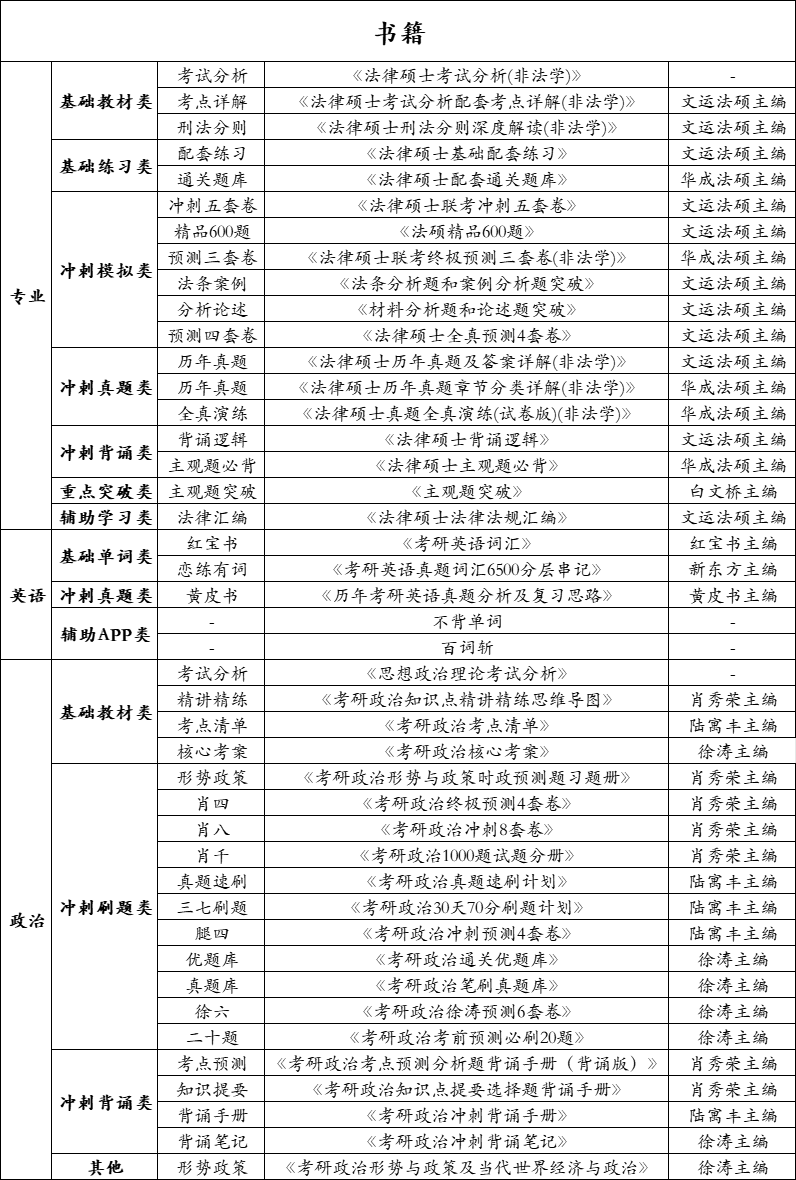 书籍
专业
基础教材类
考试分析 《法律硕士考试分析(非法学)》 -
考点详解 《法律硕士考试分析配套考点详解(非法学)》 文运法硕主编
刑法分则 《法律硕士刑法分则深度解读(非法学)》 文运法硕主编
基础练习类
配套练习 《法律硕士基础配套练习》 文运法硕主编
通关题库 《法律硕士配套通关题库》 华成法硕主编
冲刺模拟类
冲刺五套卷 《法律硕士联考冲刺五套卷》 文运法硕主编
精品600题 《法硕精品600题》 文运法硕主编
预测三套卷 《法律硕士联考终极预测三套卷(非法学)》 华成法硕主编
法条案例 《法条分析题和案例分析题突破》 文运法硕主编
分析论述 《材料分析题和论述题突破》 文运法硕主编
预测四套卷 《法律硕士全真预测4套卷》 文运法硕主编
冲刺真题类
历年真题 《法律硕士历年真题及答案详解(非法学)》 文运法硕主编
历年真题 《法律硕士历年真题章节分类详解(非法学)》 华成法硕主编
全真演练 《法律硕士真题全真演练(试卷版)(非法学)》 华成法硕主编
冲刺背诵类
背诵逻辑 《法律硕士背诵逻辑》 文运法硕主编
主观题必背 《法律硕士主观题必背》 华成法硕主编
重点突破类 主观题突破 《主观题突破》 白文桥主编
辅助学习类 法律汇编 《法律硕士法律法规汇编》 文运法硕主编
英语
基础单词类
红宝书 《考研英语词汇》 红宝书主编
恋练有词 《考研英语真题词汇6500分层串记》 新东方主编
冲刺真题类 黄皮书 《历年考研英语真题分析及复习思路》 黄皮书主编
辅助APP类
- 不背单词 -
- 百词斩 -
政治
基础教材类
考试分析 《思想政治理论考试分析》 -
精讲精练 《考研政治知识点精讲精练思维导图》 肖秀荣主编
考点清单 《考研政治考点清单》 陆寓丰主编
核心考案 《考研政治核心考案》 徐涛主编
冲刺刷题类
形势政策 《考研政治形势与政策时政预测题习题册》 肖秀荣主编
肖四 《考研政治终极预测4套卷》 肖秀荣主编
肖八 《考研政治冲刺8套卷》 肖秀荣主编
肖千 《考研政治1000题试题分册》 肖秀荣主编
真题速刷 《考研政治真题速刷计划》 陆寓丰主编
三七刷题 《考研政治30天70分刷题计划》 陆寓丰主编
腿四 《考研政治冲刺预测4套卷》 陆寓丰主编
优题库 《考研政治通关优题库》 徐涛主编
真题库 《考研政治笔刷真题库》 徐涛主编
徐六 《考研政治徐涛预测6套卷》 徐涛主编
二十题 《考研政治考前预测必刷20题》 徐涛主编
冲刺背诵类
考点预测 《考研政治考点预测分析题背诵手册（背诵版）》 肖秀荣主编
知识提要 《考研政治知识点提要选择题背诵手册》 肖秀荣主编
背诵手册 《考研政治冲刺背诵手册》 陆寓丰主编
背诵笔记 《考研政治冲刺背诵笔记》 徐涛主编
其他 形势政策 《考研政治形势与政策及当代世界经济与政治》 徐涛主编